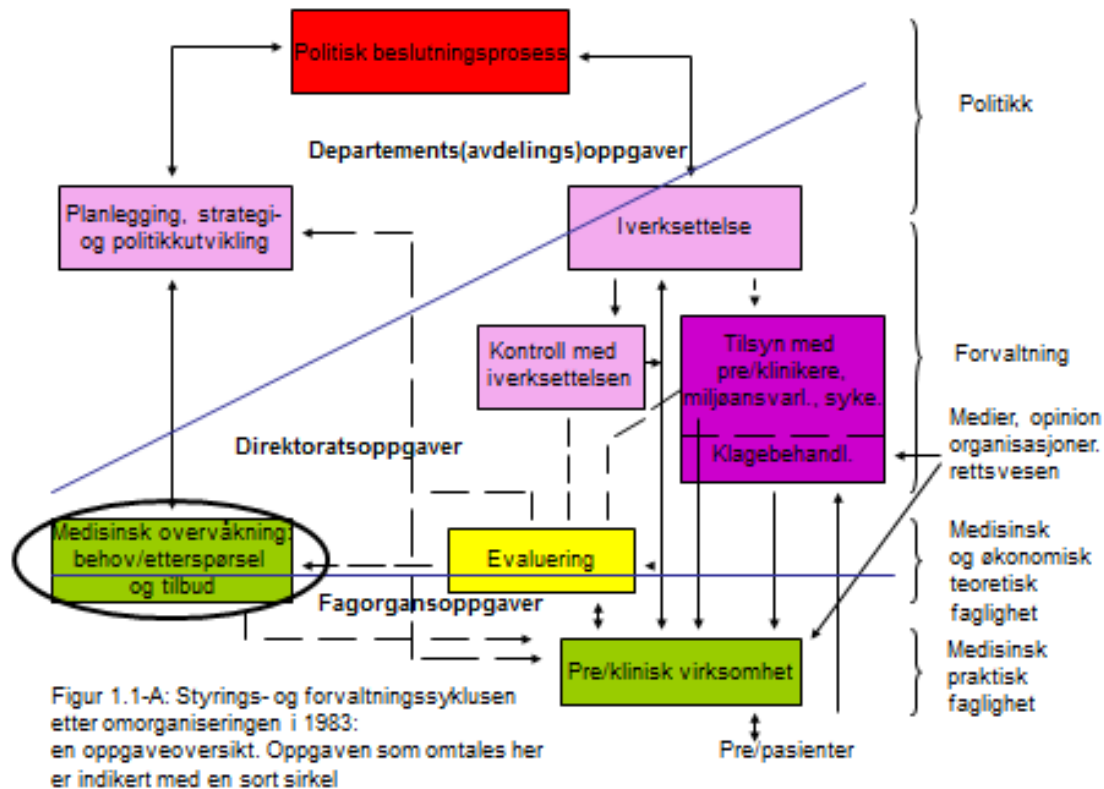 Politisk beslutningsprosess
Politikk
Departements(avdelings)oppgaver
Planlegging, strategi-
og politikkutvikling
Iverksettelse
Kontroll med
iverksettelsen
Tilsyn med
pre/klinikere,
miljøansvarl., syke.
Klagebehandl.
Forvaltning
Medier, opinion
organisasjoner.
rettsvesen
Direktoratsoppgaver
Medisinsk overvåkning:
behov/etterspørsel
og tilbud
Evaluering
Medisinsk
og økonomisk
teoretisk
faglighet
Fagorgansoppgaver
Pre/klinisk virksomhet
Medisinsk
praktisk
faglighet
Pre/pasienter
Figur 1.1-A: Styrings- og forvaltningssyklusen
etter omorganiseringen i 1983:
en oppgaveoversikt. Oppgaven som omtales her
er indikert med en sort sirkel